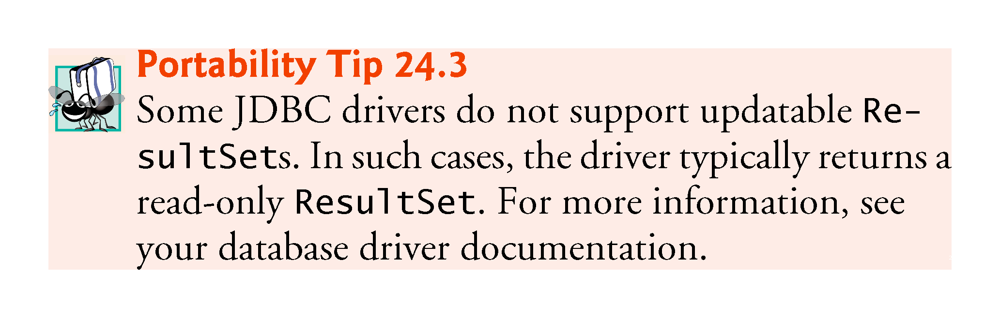 Portability Tip 24.3
Some JDBC drivers do not support updatable Re-
sultSets. In such cases, the driver typically returns a
read-only ResultSet. For more information, see
your database driver documentation.